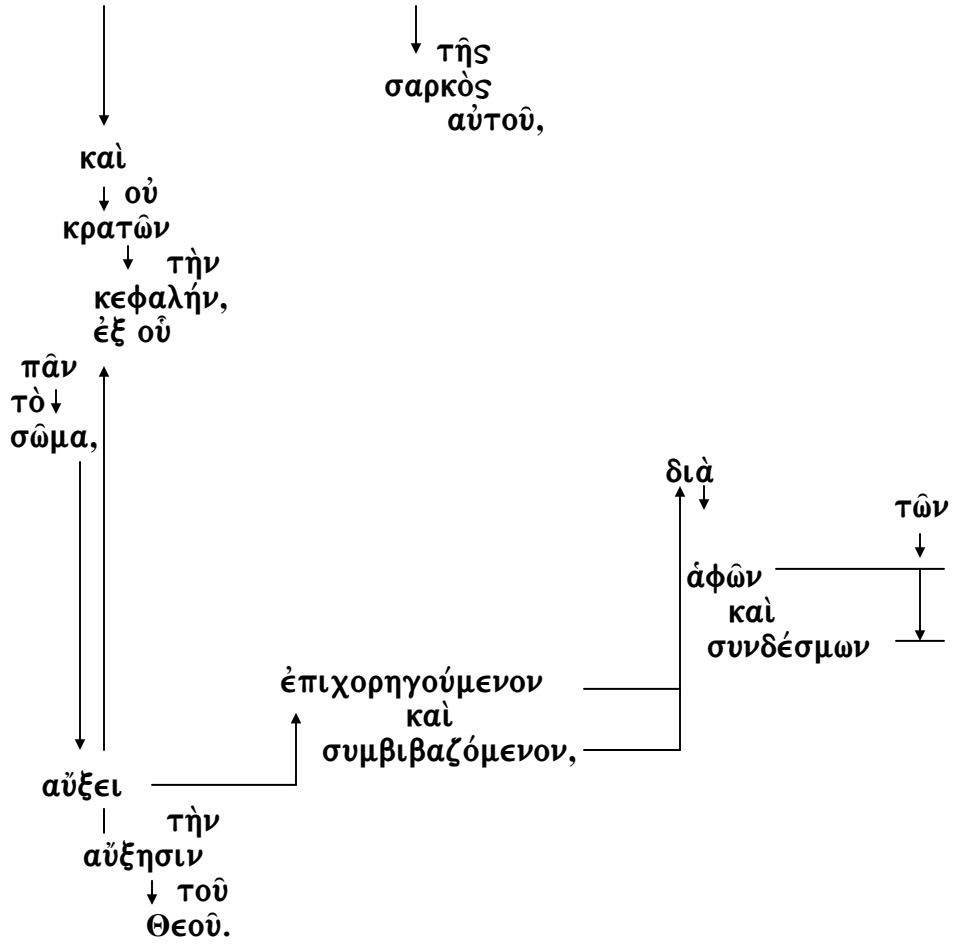 τῆς
σαρκὸς
αὐτοῦ,
καὶ
οὐ
κρατῶν
τὴν
κεφαλήν,
ἐξ οὗ
πᾶν
τὸ
σῶμα,
διὰ
τῶν
ἁφῶν
καὶ
συνδέσμων
ἐπιχορηγούμενον
καὶ
συμβιβαζόμενον,
αὔξει
τὴν
αὔξησιν
τοῦ
Θεοῦ.